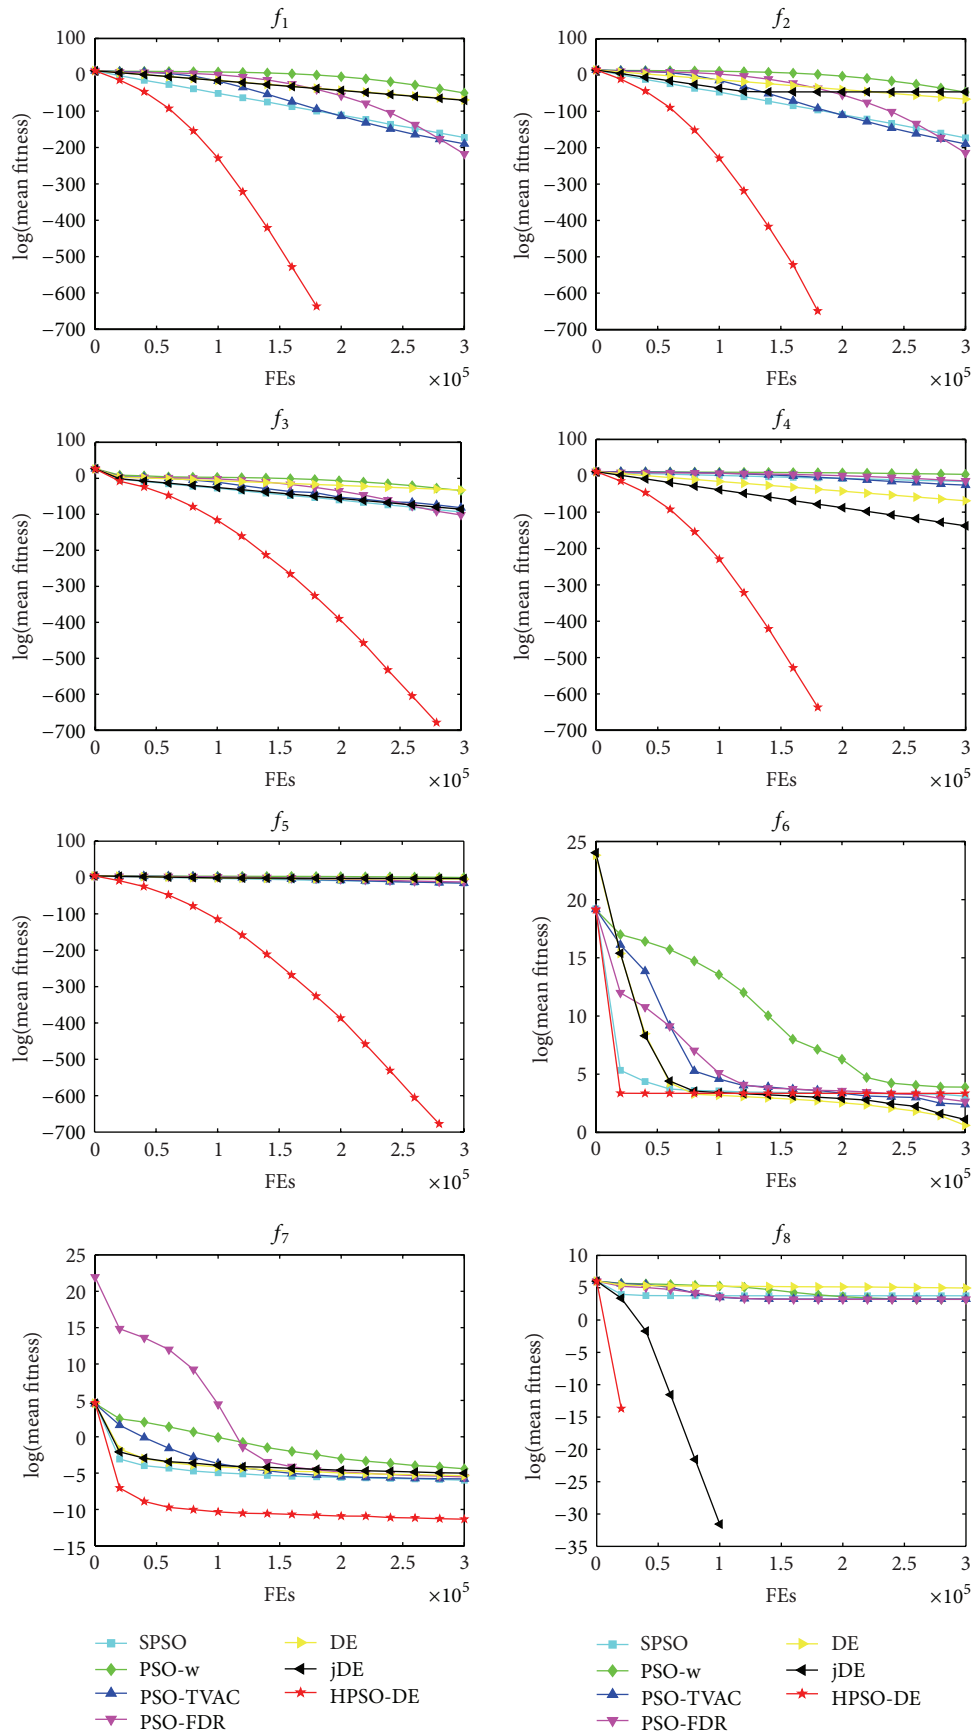 f1
100
0
−100
−200
−300
−400
−500
−600
−700
log(mean fitness)
0 0.5 1 1.5 2 2.5 3
FEs
×10^5
f2
100
0
−100
−200
−300
−400
−500
−600
−700
log(mean fitness)
0 0.5 1 1.5 2 2.5 3
FEs
×10^5
f3
100
0
−100
−200
−300
−400
−500
−600
−700
log(mean fitness)
0 0.5 1 1.5 2 2.5 3
FEs
×10^5
f4
100
0
−100
−200
−300
−400
−500
−600
−700
log(mean fitness)
0 0.5 1 1.5 2 2.5 3
FEs
×10^5
f5
100
0
−100
−200
−300
−400
−500
−600
−700
log(mean fitness)
0 0.5 1 1.5 2 2.5 3
FEs
×10^5
f6
25
20
15
10
5
0
log(mean fitness)
0 0.5 1 1.5 2 2.5 3
FEs
×10^5
f7
25
20
15
10
5
0
−5
−10
−15
log(mean fitness)
0 0.5 1 1.5 2 2.5 3
FEs
×10^5
f8
10
5
0
−5
−10
−15
−20
−25
−30
−35
log(mean fitness)
0 0.5 1 1.5 2 2.5 3
FEs
×10^5
SPSO
PSO-w
PSO-TVAC
PSO-FDR
DE
jDE
HPSO-DE
SPSO
PSO-w
PSO-TVAC
PSO-FDR
DE
jDE
HPSO-DE